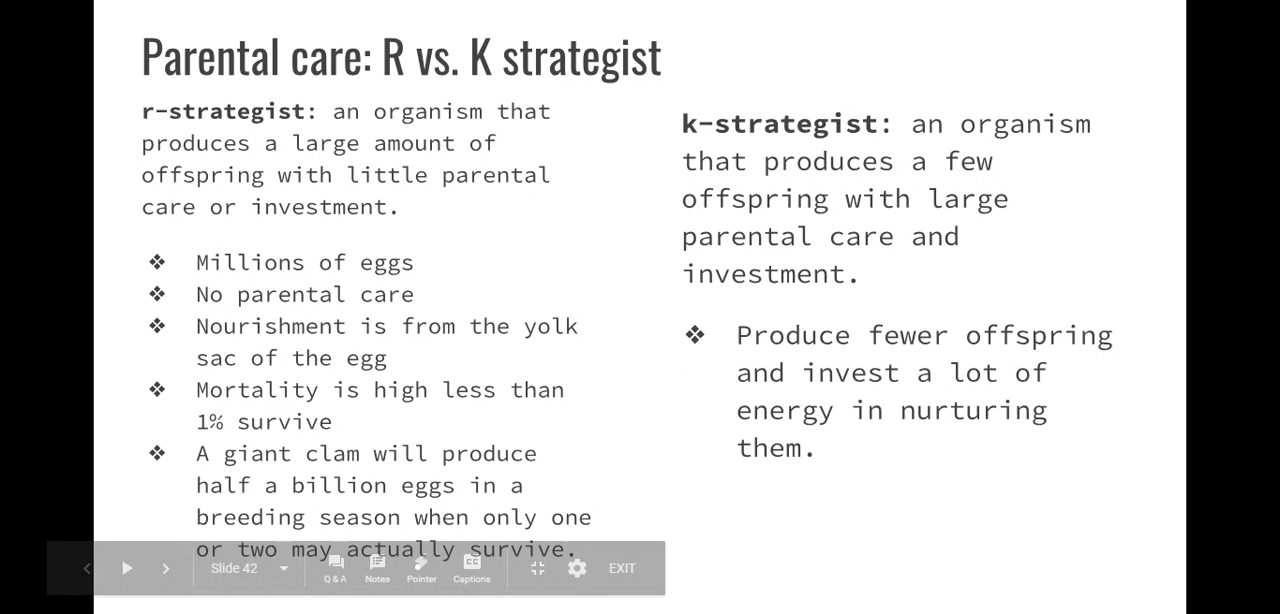 Parental care: R vs. K strategist
r-strategist: an organism that
produces a large amount of
offspring with little parental
care or investment.
❖ Millions of eggs
❖ No parental care
❖ Nourishment is from the yolk
sac of the egg
❖ Mortality is high less than
1% survive
❖ A giant clam will produce
half a billion eggs in a
breeding season when only one
or two may actually survive.
k-strategist: an organism
that produces a few
offspring with large
parental care and
investment.
❖ Produce fewer offspring
and invest a lot of
energy in nurturing
them.
Slide 42
Q & A
Notes
Pointer
CC
Captions
EXIT